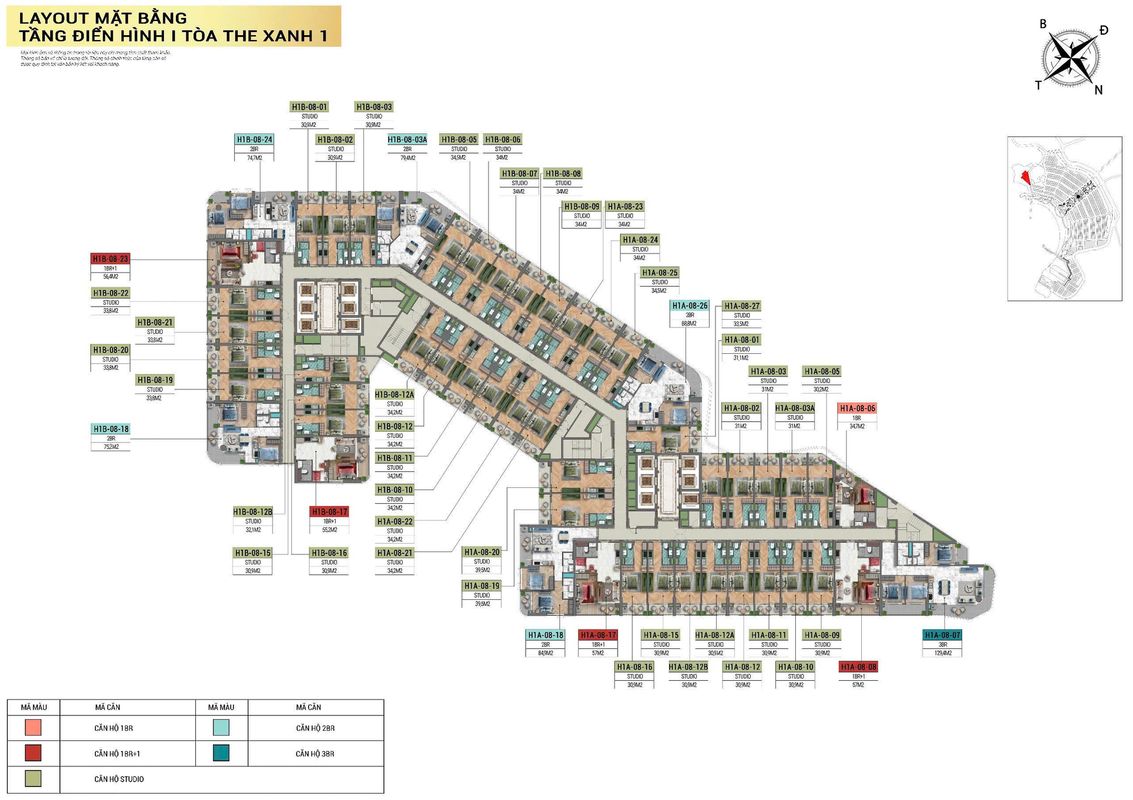 LAYOUT MẶT BẰNG
TẦNG ĐIỂN HÌNH I TÒA THE XANH 1
B
Đ
T
N
H1B-08-01
STUDIO
30,9M2
H1B-08-03
STUDIO
30,9M2
H1B-08-24
2BR
74,7M2
H1B-08-02
STUDIO
30,9M2
H1B-08-03A
2BR
79,4M2
H1B-08-05
STUDIO
34,5M2
H1B-08-06
STUDIO
34M2
H1B-08-07
STUDIO
34M2
H1B-08-08
STUDIO
34M2
H1B-08-09
STUDIO
34M2
H1A-08-23
STUDIO
34M2
H1A-08-24
STUDIO
34M2
H1A-08-25
STUDIO
34,5M2
H1A-08-26
2BR
68,8M2
H1A-08-27
STUDIO
33,5M2
H1A-08-01
STUDIO
31,1M2
H1A-08-03
STUDIO
31M2
H1A-08-05
STUDIO
30,2M2
H1A-08-02
STUDIO
31M2
H1A-08-03A
STUDIO
31M2
H1A-08-06
1BR
34,7M2
H1B-08-23
1BR+1
56,4M2
H1B-08-22
STUDIO
33,8M2
H1B-08-21
STUDIO
33,8M2
H1B-08-20
STUDIO
33,8M2
H1B-08-19
STUDIO
33,8M2
H1B-08-18
2BR
75,2M2
H1B-08-12A
STUDIO
34,2M2
H1B-08-12
STUDIO
34,2M2
H1B-08-11
STUDIO
34,2M2
H1B-08-10
STUDIO
34,2M2
H1A-08-22
STUDIO
34,2M2
H1A-08-21
STUDIO
34,2M2
H1B-08-12B
STUDIO
32,1M2
H1B-08-17
1BR+1
55,2M2
H1B-08-15
STUDIO
30,9M2
H1B-08-16
STUDIO
30,9M2
H1A-08-20
STUDIO
39,5M2
H1A-08-19
STUDIO
39,6M2
H1A-08-18
2BR
84,9M2
H1A-08-17
1BR+1
57M2
H1A-08-15
STUDIO
30,9M2
H1A-08-12A
STUDIO
30,9M2
H1A-08-11
STUDIO
30,9M2
H1A-08-09
STUDIO
30,9M2
H1A-08-07
3BR
129,4M2
H1A-08-16
STUDIO
30,9M2
H1A-08-12B
STUDIO
30,9M2
H1A-08-12
STUDIO
30,9M2
H1A-08-10
STUDIO
30,9M2
H1A-08-08
1BR+1
57M2
MÃ MÀU MÃ CĂN MÃ MÀU MÃ CĂN
CĂN HỘ 1BR CĂN HỘ 2BR
CĂN HỘ 1BR+1 CĂN HỘ 3BR
CĂN HỘ STUDIO